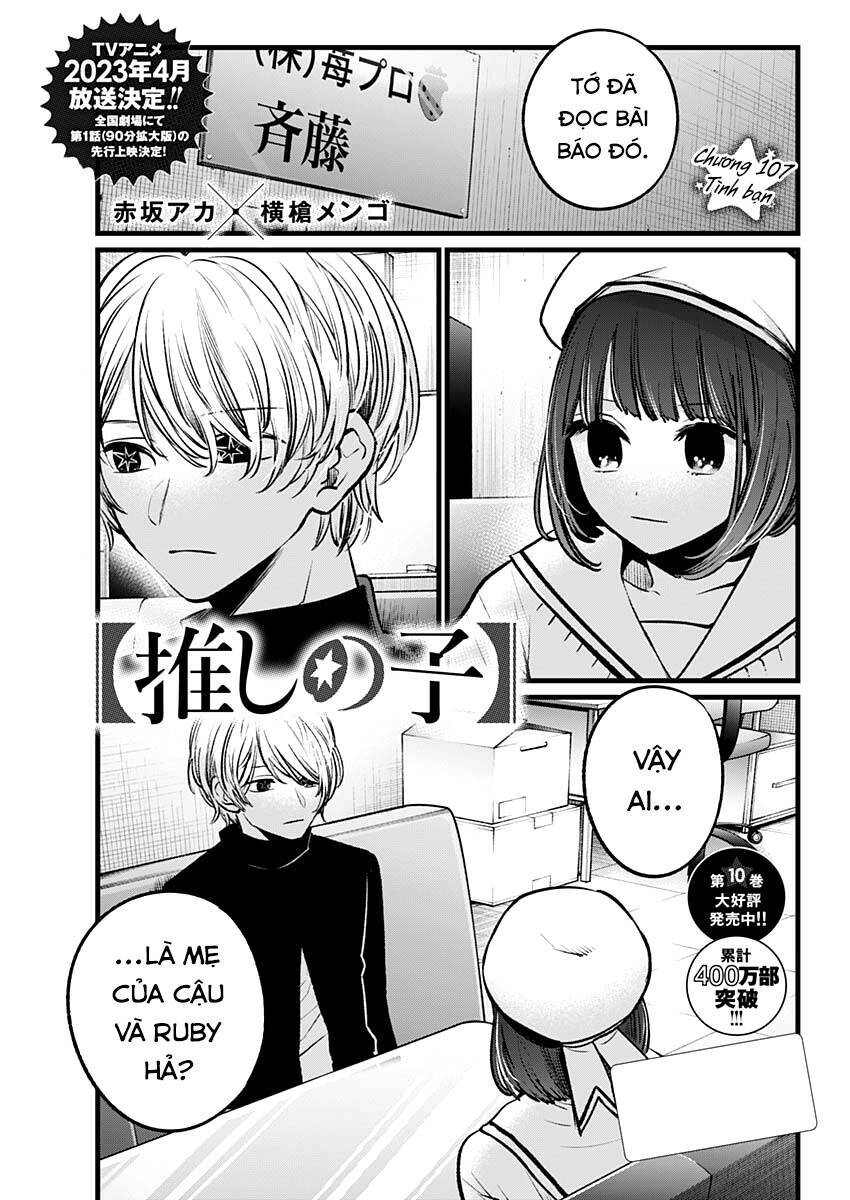 TVアニメ
2023年4月
放送決定!!
全国劇場にて
第1話(90分拡大版)の
先行上映決定!
(株)苺プロ
斉藤
TỚ ĐÃ
ĐỌC BÀI
BÁO ĐÓ.
Chương 107
Tình bạn
赤坂アカ×横槍メンゴ
【推しの子】
VẬY
AI...
...LÀ MẸ
CỦA CẬU
VÀ RUBY
HẢ?
第10巻
大好評
発売中!!
累計
400万部
突破
!!!